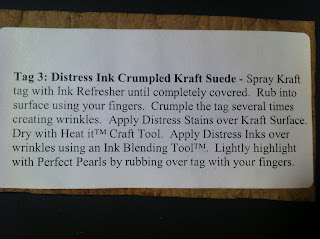 Tag 3: Distress Ink Crumpled Kraft Suede - Spray Kraft
tag with Ink Refresher until completely covered. Rub into
surface using your fingers. Crumple the tag several times
creating wrinkles. Apply Distress Stains over Kraft Surface.
Dry with Heat it™ Craft Tool. Apply Distress Inks over
wrinkles using an Ink Blending Tool™. Lightly highlight
with Perfect Pearls by rubbing over tag with your fingers.